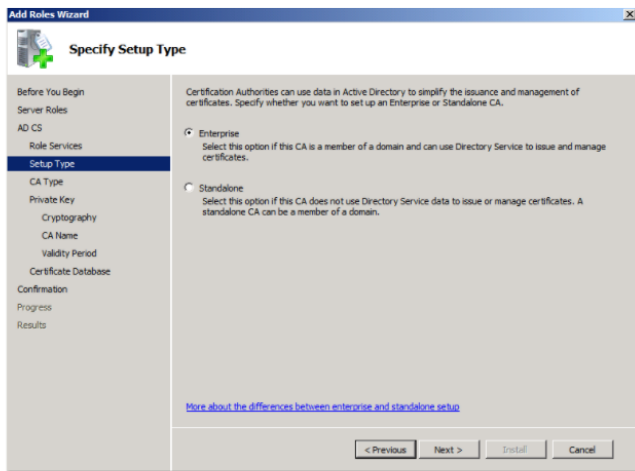 Add Roles Wizard
Specify Setup Type
Before You Begin
Server Roles
AD CS
Role Services
Setup Type
CA Type
Private Key
Cryptography
CA Name
Validity Period
Certificate Database
Confirmation
Progress
Results
Certification Authorities can use data in Active Directory to simplify the issuance and management of
certificates. Specify whether you want to set up an Enterprise or Standalone CA.
Enterprise
Select this option if this CA is a member of a domain and can use Directory Service to issue and manage
certificates.
Standalone
Select this option if this CA does not use Directory Service data to issue or manage certificates. A
standalone CA can be a member of a domain.
More about the differences between enterprise and standalone setup
< Previous
Next >
Install
Cancel